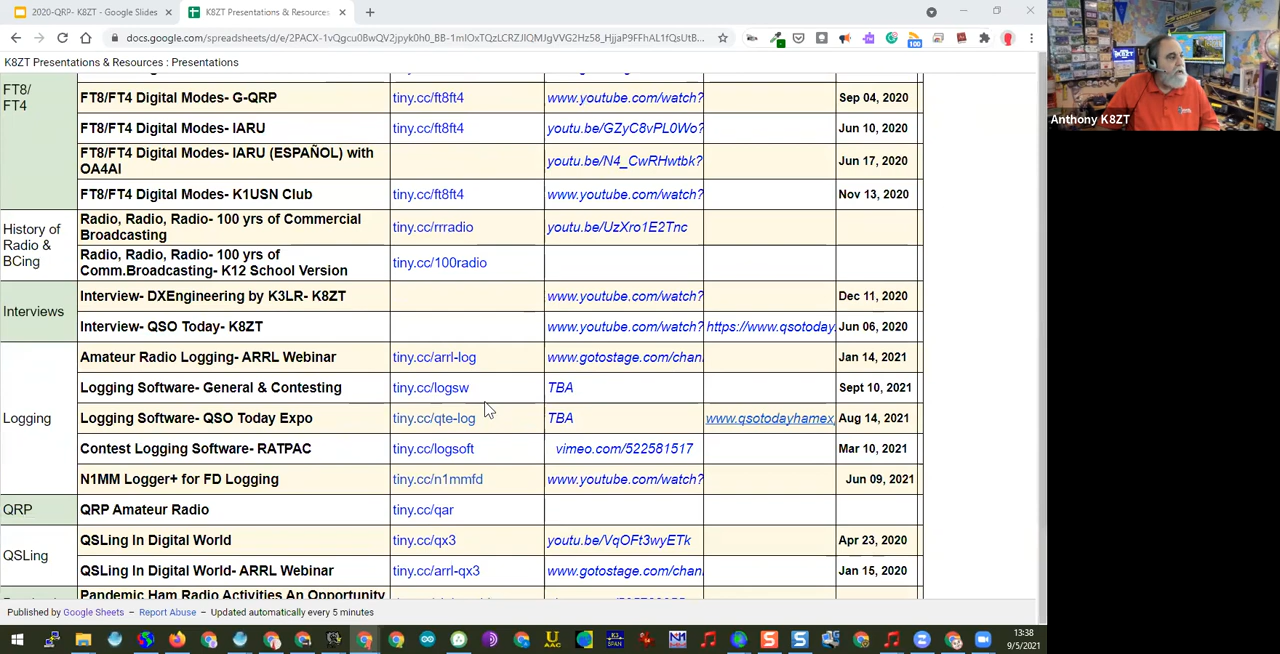 2020-QRP- K8ZT - Google Slides
K8ZT Presentations & Resources
docs.google.com/spreadsheets/d/e/2PACX-1vQgcu0BwQV2jpyk0h0_BB-1mIOxTQzLCRZJIQMJgVVG2Hz58_HjjaP9FFhAL1fQsUtB...
100
K8ZT Presentations & Resources : Presentations
Anthony K8ZT
FT8/
FT4
FT8/FT4 Digital Modes- G-QRP tiny.cc/ft8ft4 www.youtube.com/watch? Sep 04, 2020
FT8/FT4 Digital Modes- IARU tiny.cc/ft8ft4 youtu.be/GZyC8vPL0Wo? Jun 10, 2020
FT8/FT4 Digital Modes- IARU (ESPAÑOL) with
OA4AI youtu.be/N4_CwRHwtbk? Jun 17, 2020
FT8/FT4 Digital Modes- K1USN Club tiny.cc/ft8ft4 www.youtube.com/watch? Nov 13, 2020
History of
Radio &
BCing
Radio, Radio, Radio- 100 yrs of Commercial
Broadcasting tiny.cc/rrradio youtu.be/UzXro1E2Tnc
Radio, Radio, Radio- 100 yrs of
Comm.Broadcasting- K12 School Version tiny.cc/100radio
Interviews
Interview- DXEngineering by K3LR- K8ZT www.youtube.com/watch? Dec 11, 2020
Interview- QSO Today- K8ZT www.youtube.com/watch? https://www.qsotoday. Jun 06, 2020
Logging
Amateur Radio Logging- ARRL Webinar tiny.cc/arrl-log www.gotostage.com/chan Jan 14, 2021
Logging Software- General & Contesting tiny.cc/logsw TBA Sept 10, 2021
Logging Software- QSO Today Expo tiny.cc/qte-log TBA www.qsotodayhamex Aug 14, 2021
Contest Logging Software- RATPAC tiny.cc/logsoft vimeo.com/522581517 Mar 10, 2021
N1MM Logger+ for FD Logging tiny.cc/n1mmfd www.youtube.com/watch? Jun 09, 2021
QRP QRP Amateur Radio tiny.cc/qar
QSLing
QSLing In Digital World tiny.cc/qx3 youtu.be/VqOFt3wyETk Apr 23, 2020
QSLing In Digital World- ARRL Webinar tiny.cc/arrl-qx3 www.gotostage.com/chan Jan 15, 2020
Pandemic Ham Radio Activities An Opportunity
Published by Google Sheets – Report Abuse – Updated automatically every 5 minutes
13:38
9/5/2021